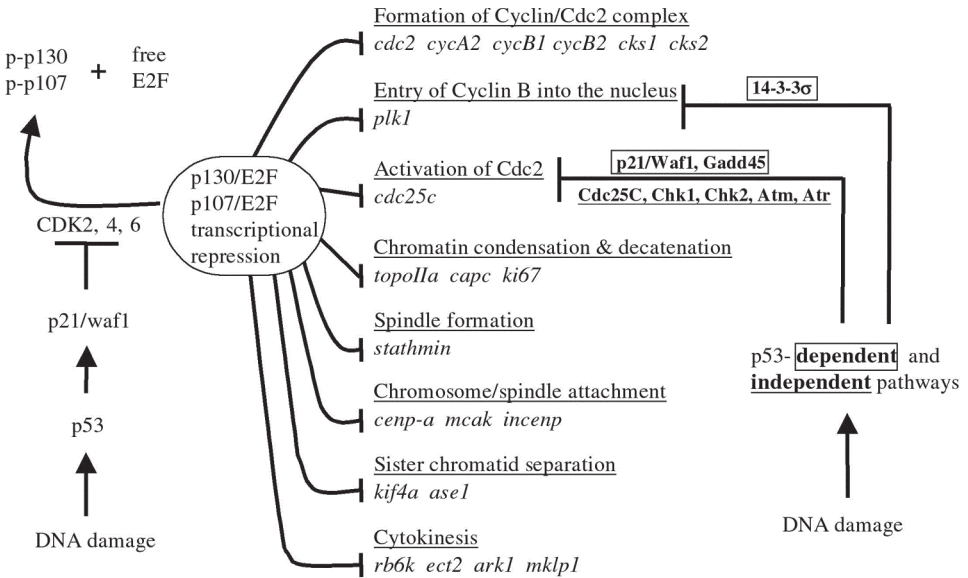 p-p130
p-p107
+
free
E2F
CDK2, 4, 6
p21/waf1
p53
DNA damage
p130/E2F
p107/E2F
transcriptional
repression
Formation of Cyclin/Cdc2 complex
cdc2 cycA2 cycB1 cycB2 cks1 cks2
Entry of Cyclin B into the nucleus
plk1
Activation of Cdc2
cdc25c
Chromatin condensation & decatenation
topoIIa capc ki67
Spindle formation
stathmin
Chromosome/spindle attachment
cenp-a mcak incenp
Sister chromatid separation
kif4a ase1
Cytokinesis
rb6k ect2 ark1 mklp1
14-3-3σ
p21/Waf1, Gadd45
Cdc25C, Chk1, Chk2, Atm, Atr
p53- dependent and
independent pathways
DNA damage